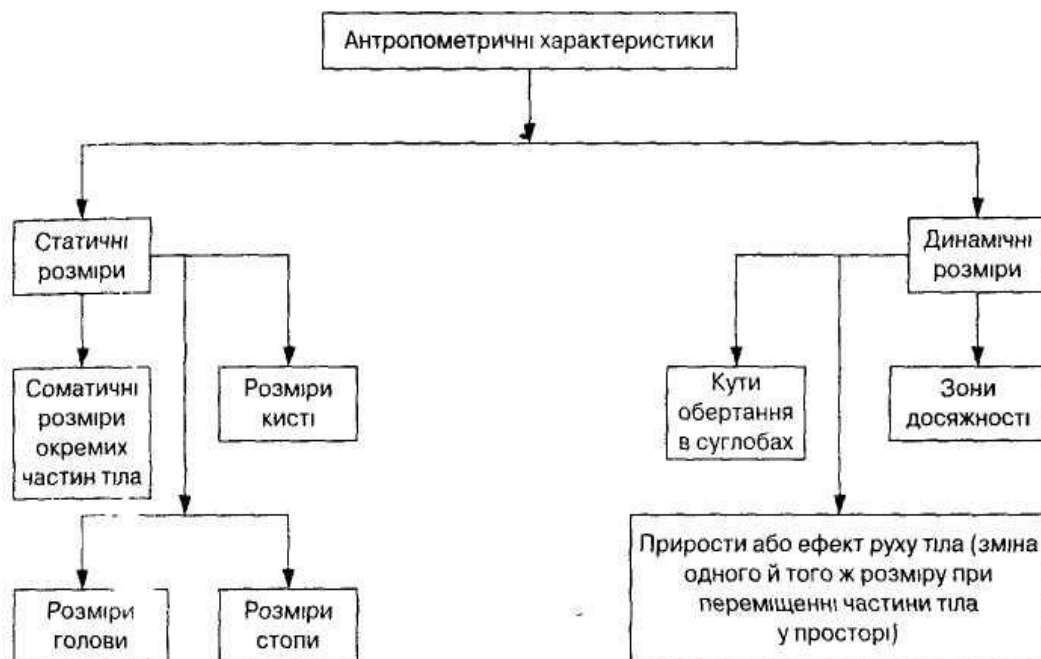 Антропометричні характеристики
Статичні
розміри
Динамічні
розміри
Соматичні
розміри
окремих
частин тіла
Розміри
кисті
Кути
обертання
в суглобах
Зони
досяжності
Розміри
голови
Розміри
стопи
Прирости або ефект руху тіла (зміна
одного й того ж розміру при
переміщенні частини тіла
у просторі)